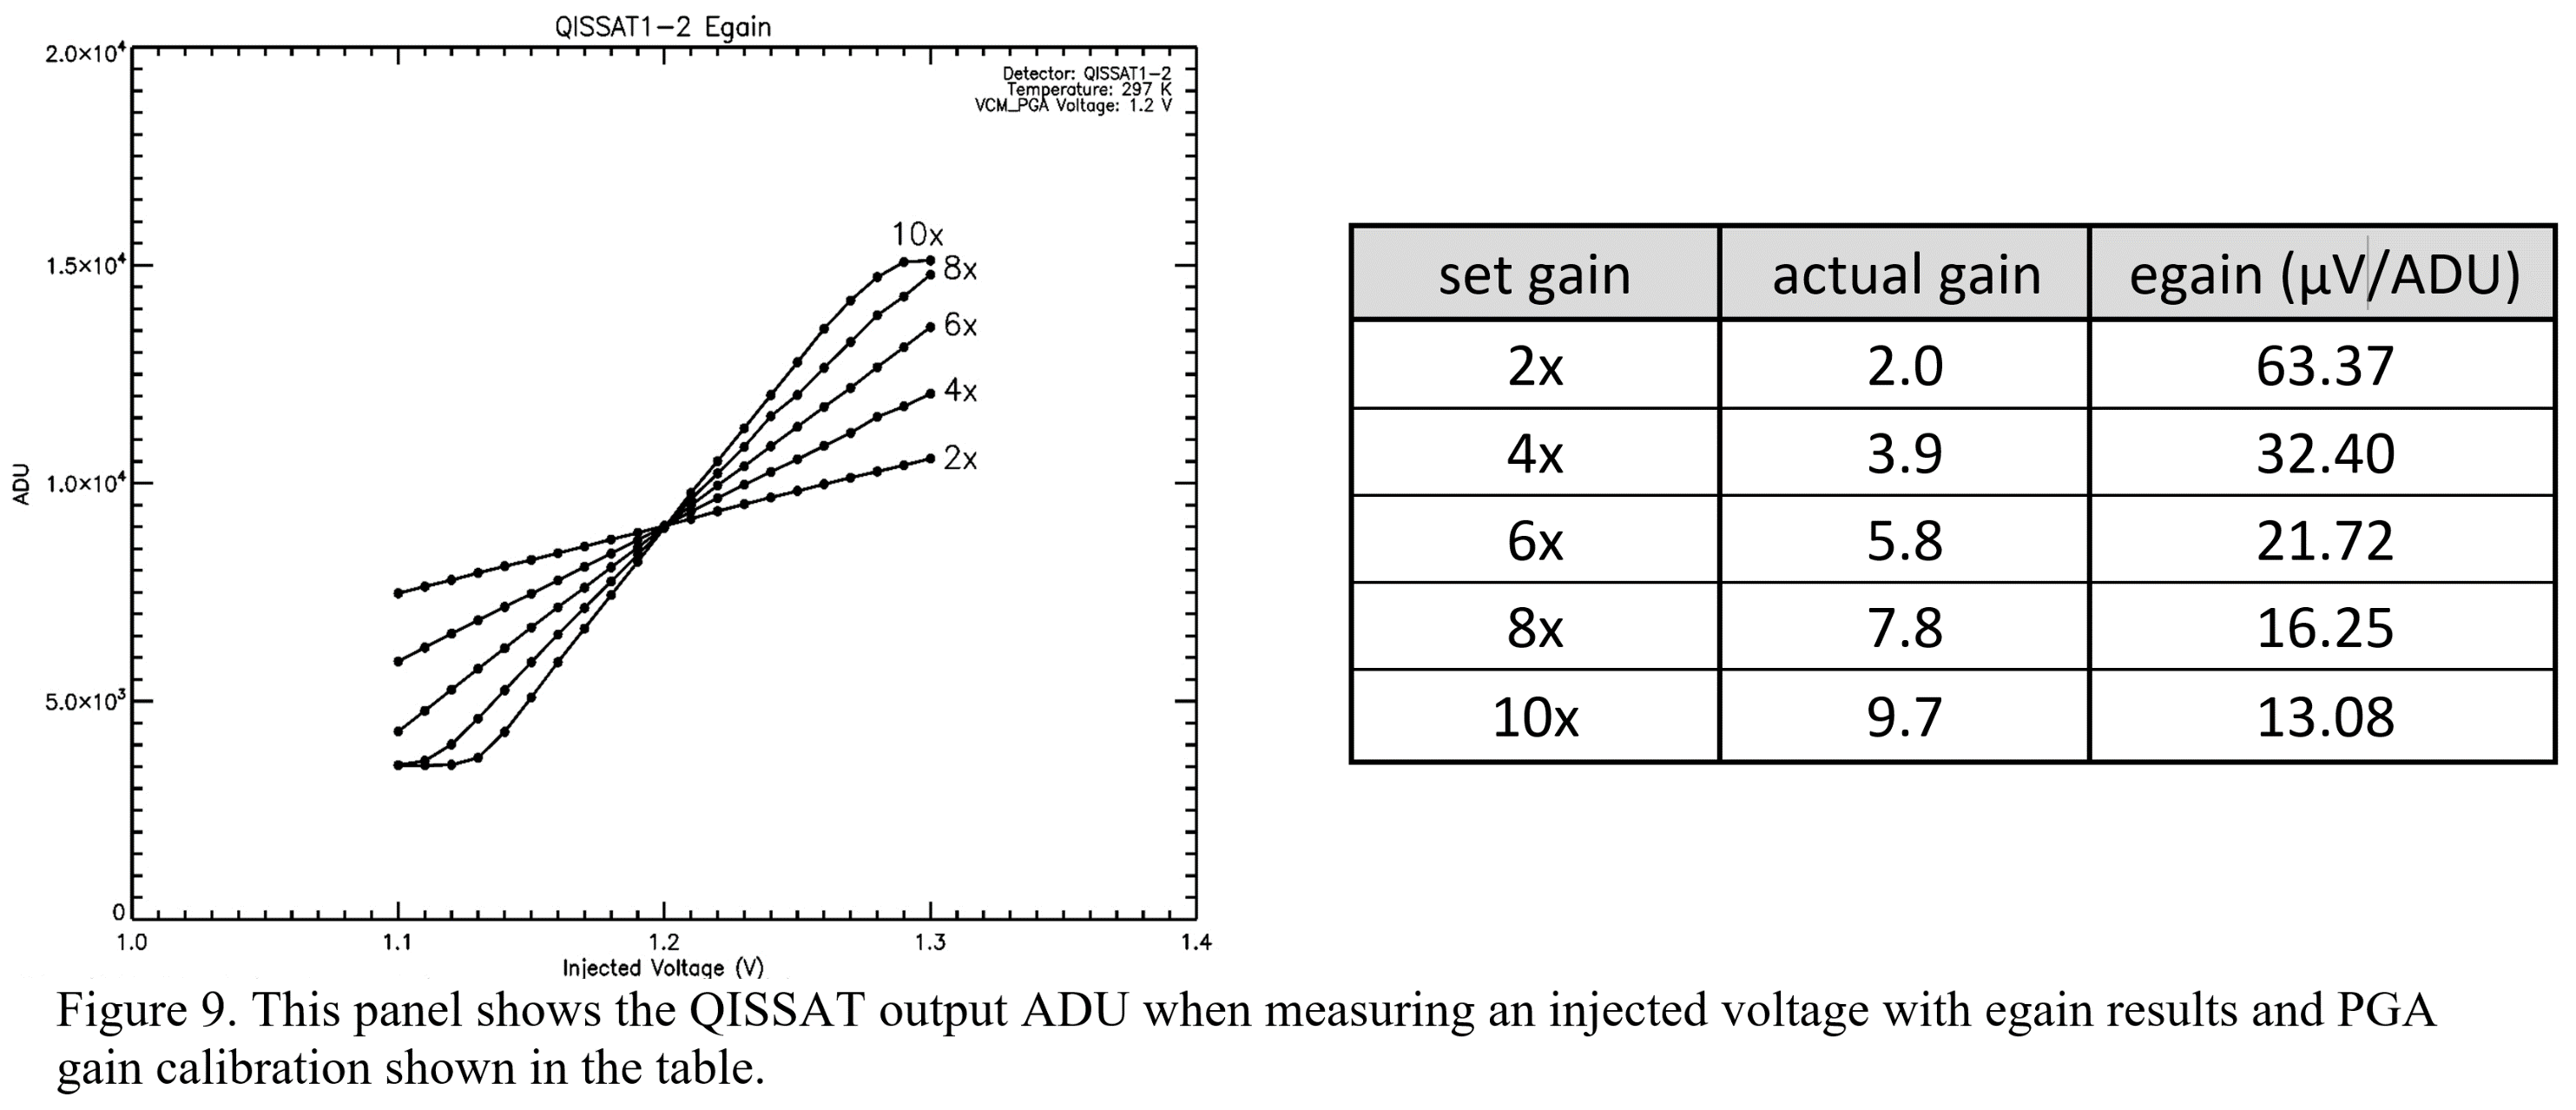 QISSAT1−2 Egain
Detector: QISSAT1−2
Temperature: 297 K
VCM_PGA Voltage: 1.2 V
2.0×10⁴
1.5×10⁴
1.0×10⁴
5.0×10³
0
ADU
10x
8x
6x
4x
2x
1.0 1.1 1.2 1.3 1.4
Injected Voltage (V)
set gain actual gain egain (μV/ADU)
2x 2.0 63.37
4x 3.9 32.40
6x 5.8 21.72
8x 7.8 16.25
10x 9.7 13.08
Figure 9. This panel shows the QISSAT output ADU when measuring an injected voltage with egain results and PGA
gain calibration shown in the table.